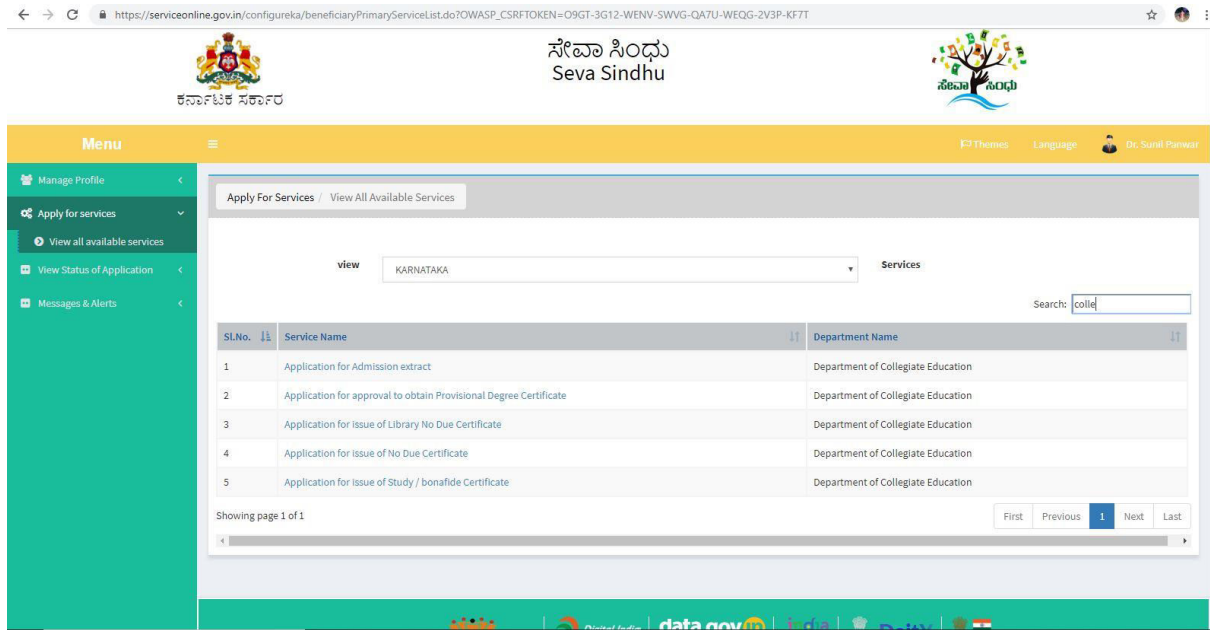 https://serviceonline.gov.in/configureka/beneficiaryPrimaryServiceList.do?OWASP_CSRFTOKEN=O9GT-3G12-WENV-SWVG-QA7U-WEQG-2V3P-KF7T
ಕರ್ನಾಟಕ ಸರ್ಕಾರ
ಸೇವಾ ಸಿಂಧು
Seva Sindhu
ಸೇವಾ ಸಿಂಧು
Menu Themes Language Dr. Sunil Panwar
Manage Profile
Apply for services
View all available services
View Status of Application
Messages & Alerts
Apply For Services / View All Available Services
view KARNATAKA Services
Search: colle
Sl.No. Service Name Department Name
1 Application for Admission extract Department of Collegiate Education
2 Application for approval to obtain Provisional Degree Certificate Department of Collegiate Education
3 Application for issue of Library No Due Certificate Department of Collegiate Education
4 Application for issue of No Due Certificate Department of Collegiate Education
5 Application for issue of Study / bonafide Certificate Department of Collegiate Education
Showing page 1 of 1 First Previous 1 Next Last
Digital India data.gov.in india DeitY